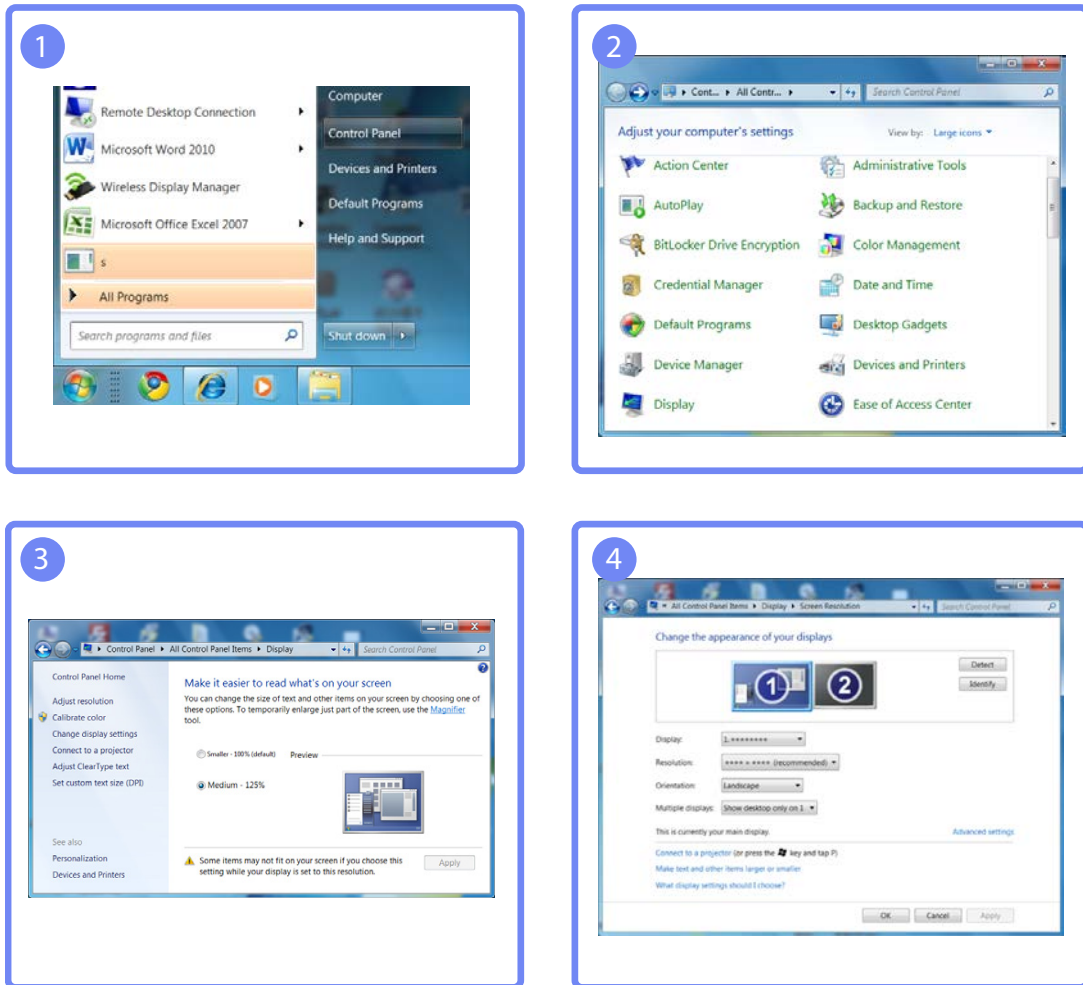 1
Remote Desktop Connection
Microsoft Word 2010
Wireless Display Manager
Microsoft Office Excel 2007
s
All Programs
Search programs and files
Computer
Control Panel
Devices and Printers
Default Programs
Help and Support
Shut down
2
Cont... All Contr...
Search Control Panel
Adjust your computer's settings
View by: Large icons
Action Center
Administrative Tools
AutoPlay
Backup and Restore
BitLocker Drive Encryption
Color Management
Credential Manager
Date and Time
Default Programs
Desktop Gadgets
Device Manager
Devices and Printers
Display
Ease of Access Center
3
Control Panel All Control Panel Items Display
Search Control Panel
Control Panel Home
Adjust resolution
Calibrate color
Change display settings
Connect to a projector
Adjust ClearType text
Set custom text size (DPI)
See also
Personalization
Devices and Printers
Make it easier to read what's on your screen
You can change the size of text and other items on your screen by choosing one of
these options. To temporarily enlarge just part of the screen, use the Magnifier
tool.
Smaller - 100% (default) Preview
Medium - 125%
Some items may not fit on your screen if you choose this
setting while your display is set to this resolution.
Apply
4
All Control Panel Items Display Screen Resolution
Search Control Panel
Change the appearance of your displays
1 2
Detect
Identify
Display: 1.********
Resolution: **** × **** (recommended)
Orientation: Landscape
Multiple displays: Show desktop only on 1
This is currently your main display.
Advanced settings
Connect to a projector (or press the key and tap P)
Make text and other items larger or smaller
What display settings should I choose?
OK Cancel Apply